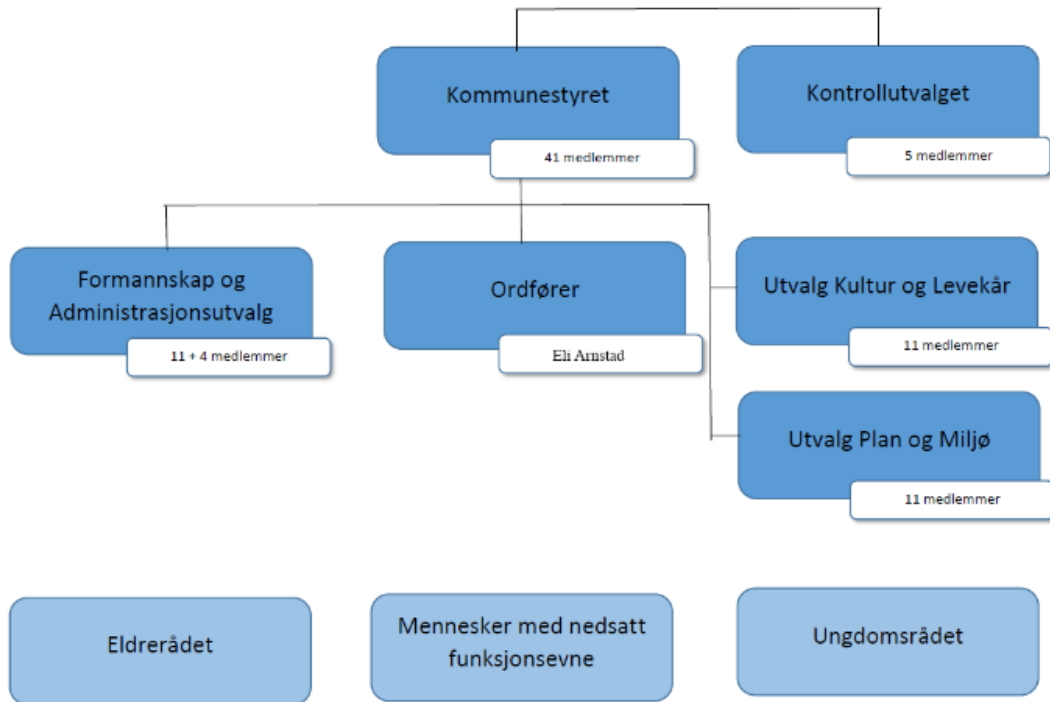 Kommunestyret
41 medlemmer
Kontrollutvalget
5 medlemmer
Formannskap og
Administrasjonsutvalg
11 + 4 medlemmer
Ordfører
Eli Arnstad
Utvalg Kultur og Levekår
11 medlemmer
Utvalg Plan og Miljø
11 medlemmer
Eldrerådet
Mennesker med nedsatt
funksjonsevne
Ungdomsrådet